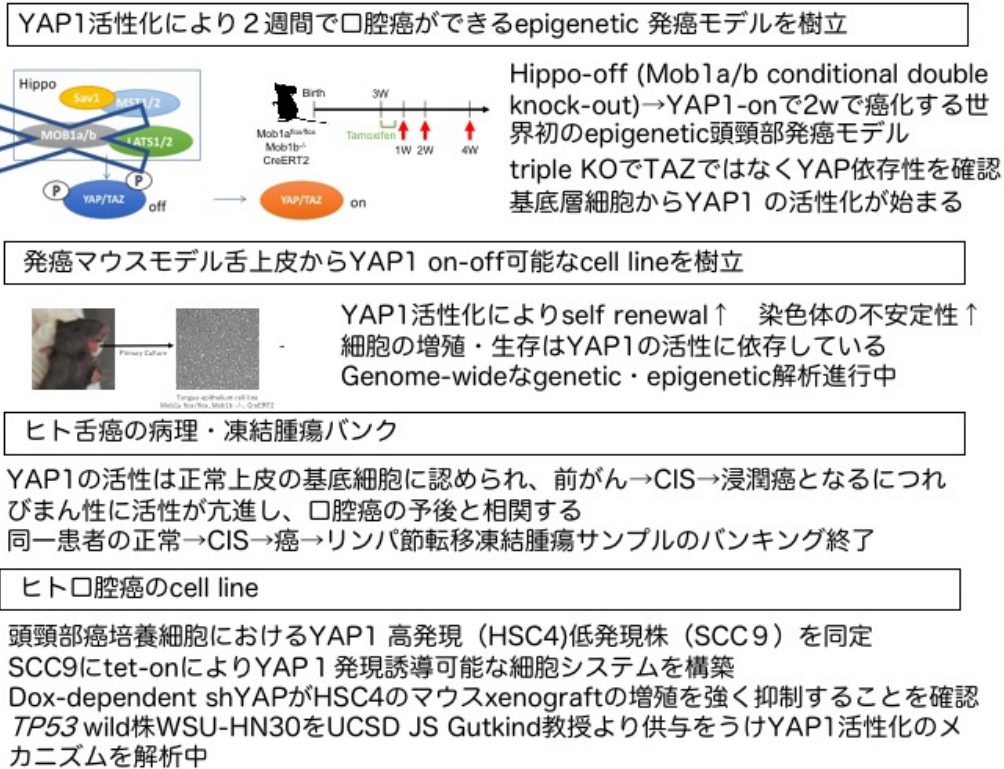 YAP1活性化により２週間で口腔癌ができるepigenetic 発癌モデルを樹立
Hippo
Sav1
MST1/2
MOB1a/b
LATS1/2
P
P
YAP/TAZ
off
YAP/TAZ
on
Birth
3W
Mob1a flox/flox
Mob1b-/-
CreERT2
Tamoxifen
1W 2W 4W
Hippo-off (Mob1a/b conditional double
knock-out)→YAP1-onで2wで癌化する世
界初のepigenetic頭頸部発癌モデル
triple KOでTAZではなくYAP依存性を確認
基底層細胞からYAP1 の活性化が始まる
発癌マウスモデル舌上皮からYAP1 on-off可能なcell lineを樹立
Primary Culture
Tongue epithelium cell line
Mob1a flox/flox, Mob1b -/-, CreERT2
YAP1活性化によりself renewal↑　染色体の不安定性↑
細胞の増殖・生存はYAP1の活性に依存している
Genome-wideなgenetic・epigenetic解析進行中
ヒト舌癌の病理・凍結腫瘍バンク
YAP1の活性は正常上皮の基底細胞に認められ、前がん→CIS→浸潤癌となるにつれ
びまん性に活性が亢進し、口腔癌の予後と相関する
同一患者の正常→CIS→癌→リンパ節転移凍結腫瘍サンプルのバンキング終了
ヒト口腔癌のcell line
頭頸部癌培養細胞におけるYAP1 高発現（HSC4)低発現株（SCC９）を同定
SCC9にtet-onによりYAP１発現誘導可能な細胞システムを構築
Dox-dependent shYAPがHSC4のマウスxenograftの増殖を強く抑制することを確認
TP53 wild株WSU-HN30をUCSD JS Gutkind教授より供与をうけYAP1活性化のメ
カニズムを解析中